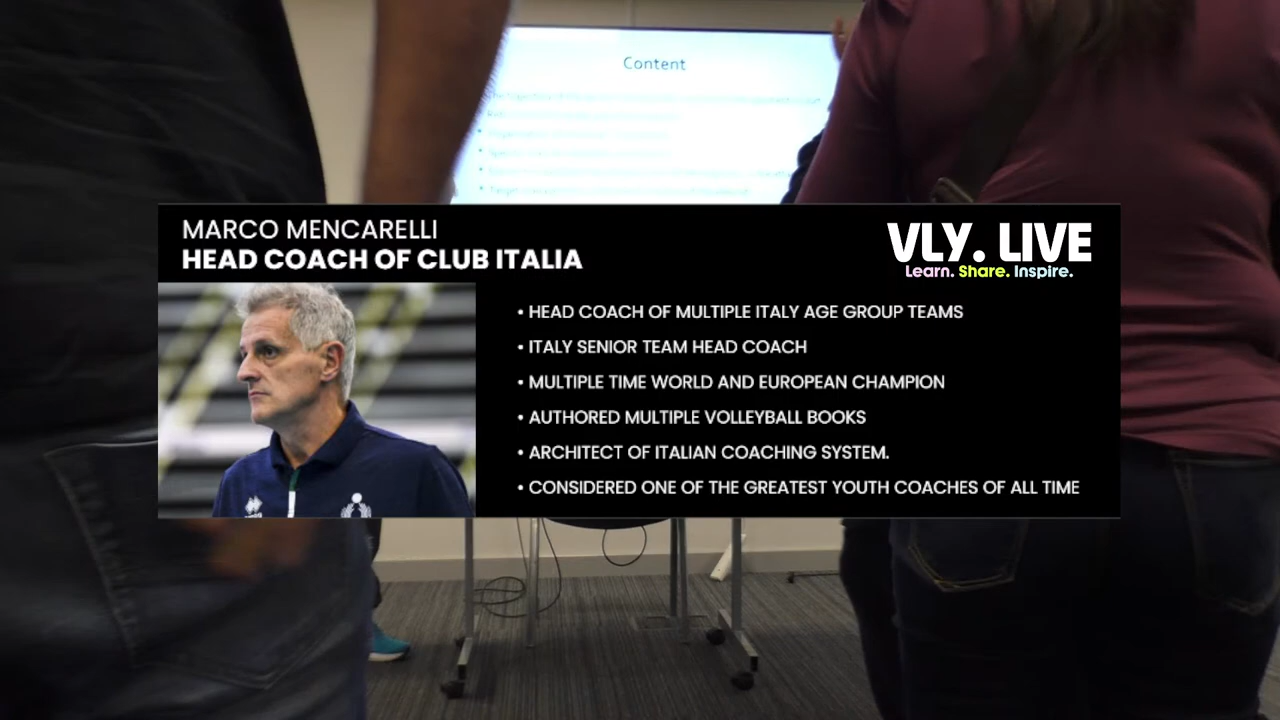 Content
MARCO MENCARELLI
HEAD COACH OF CLUB ITALIA
VLY. LIVE
Learn. Share. Inspire.
• HEAD COACH OF MULTIPLE ITALY AGE GROUP TEAMS
• ITALY SENIOR TEAM HEAD COACH
• MULTIPLE TIME WORLD AND EUROPEAN CHAMPION
• AUTHORED MULTIPLE VOLLEYBALL BOOKS
• ARCHITECT OF ITALIAN COACHING SYSTEM.
• CONSIDERED ONE OF THE GREATEST YOUTH COACHES OF ALL TIME